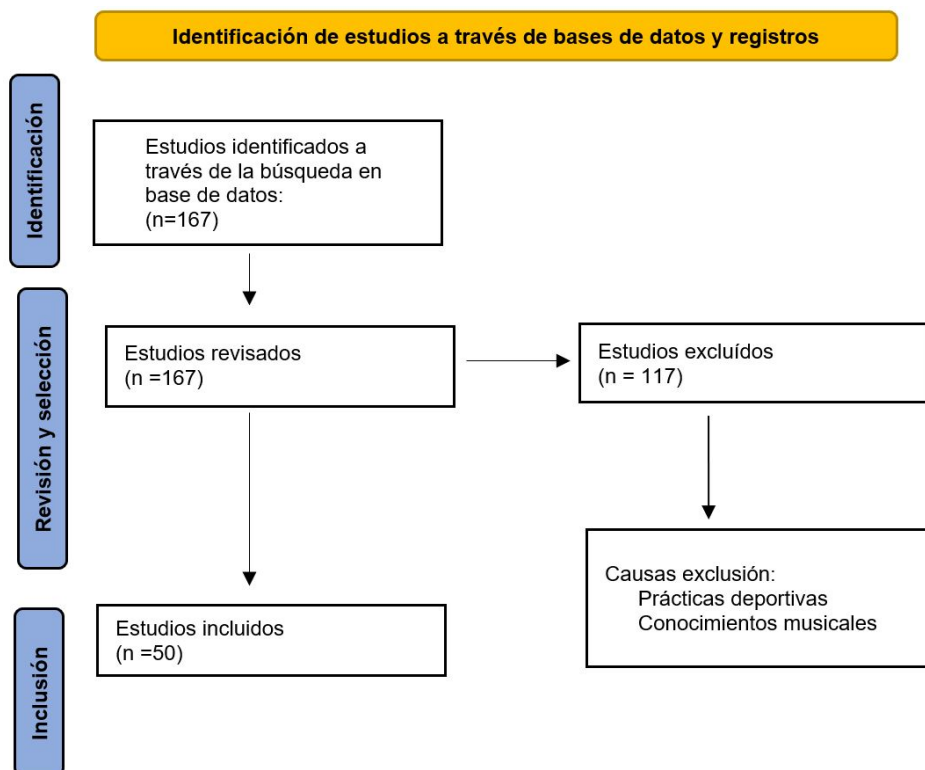 Identificación de estudios a través de bases de datos y registros
Identificación
Estudios identificados a
través de la búsqueda en
base de datos:
(n=167)
Revisión y selección
Estudios revisados
(n =167)
Estudios excluídos
(n = 117)
Causas exclusión:
Prácticas deportivas
Conocimientos musicales
Inclusión
Estudios incluidos
(n =50)